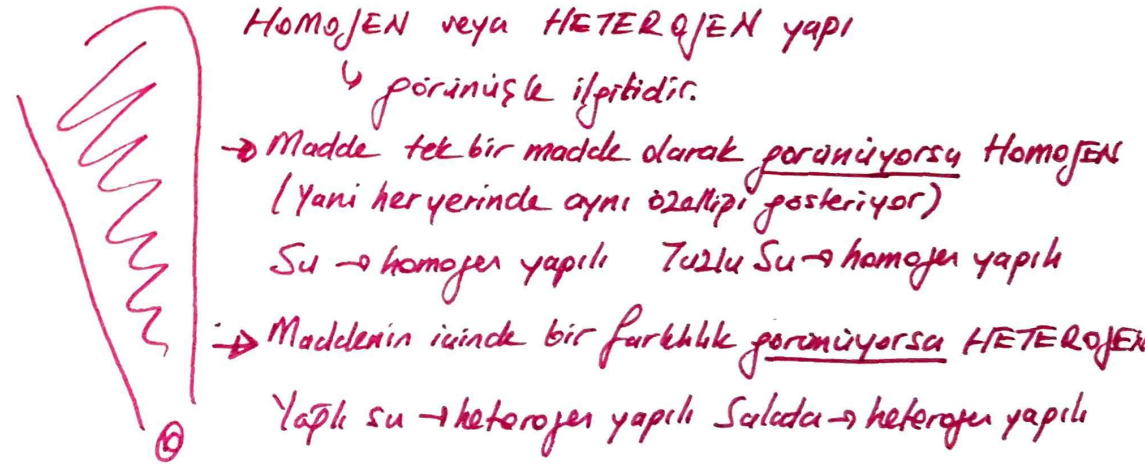 HOMOJEN veya HETEROJEN yapı
↳ görünüşle ilgilidir.
→ Madde tek bir madde olarak görünüyorsa HOMOJEN
(Yani her yerinde aynı özelliği gösteriyor)
Su → homojen yapılı Tuzlu Su → homojen yapılı
→ Maddenin içinde bir farklılık görünüyorsa HETEROJEN
Yağlı su → heterojen yapılı Salata → heterojen yapılı